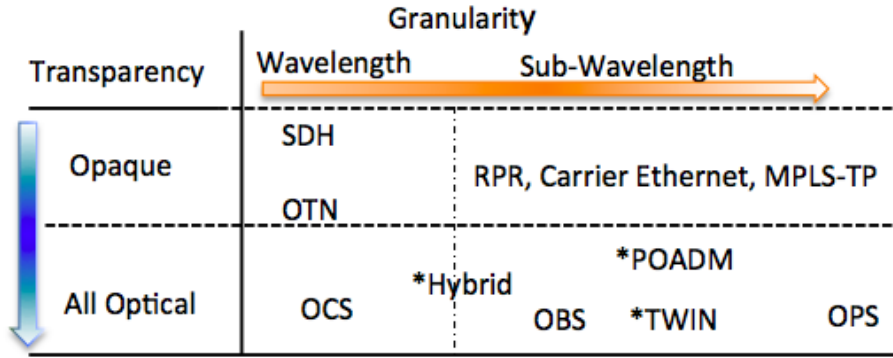 Granularity
Transparency Wavelength Sub-Wavelength
SDH
Opaque RPR, Carrier Ethernet, MPLS-TP
OTN
*POADM
*Hybrid
All Optical OCS OBS *TWIN OPS